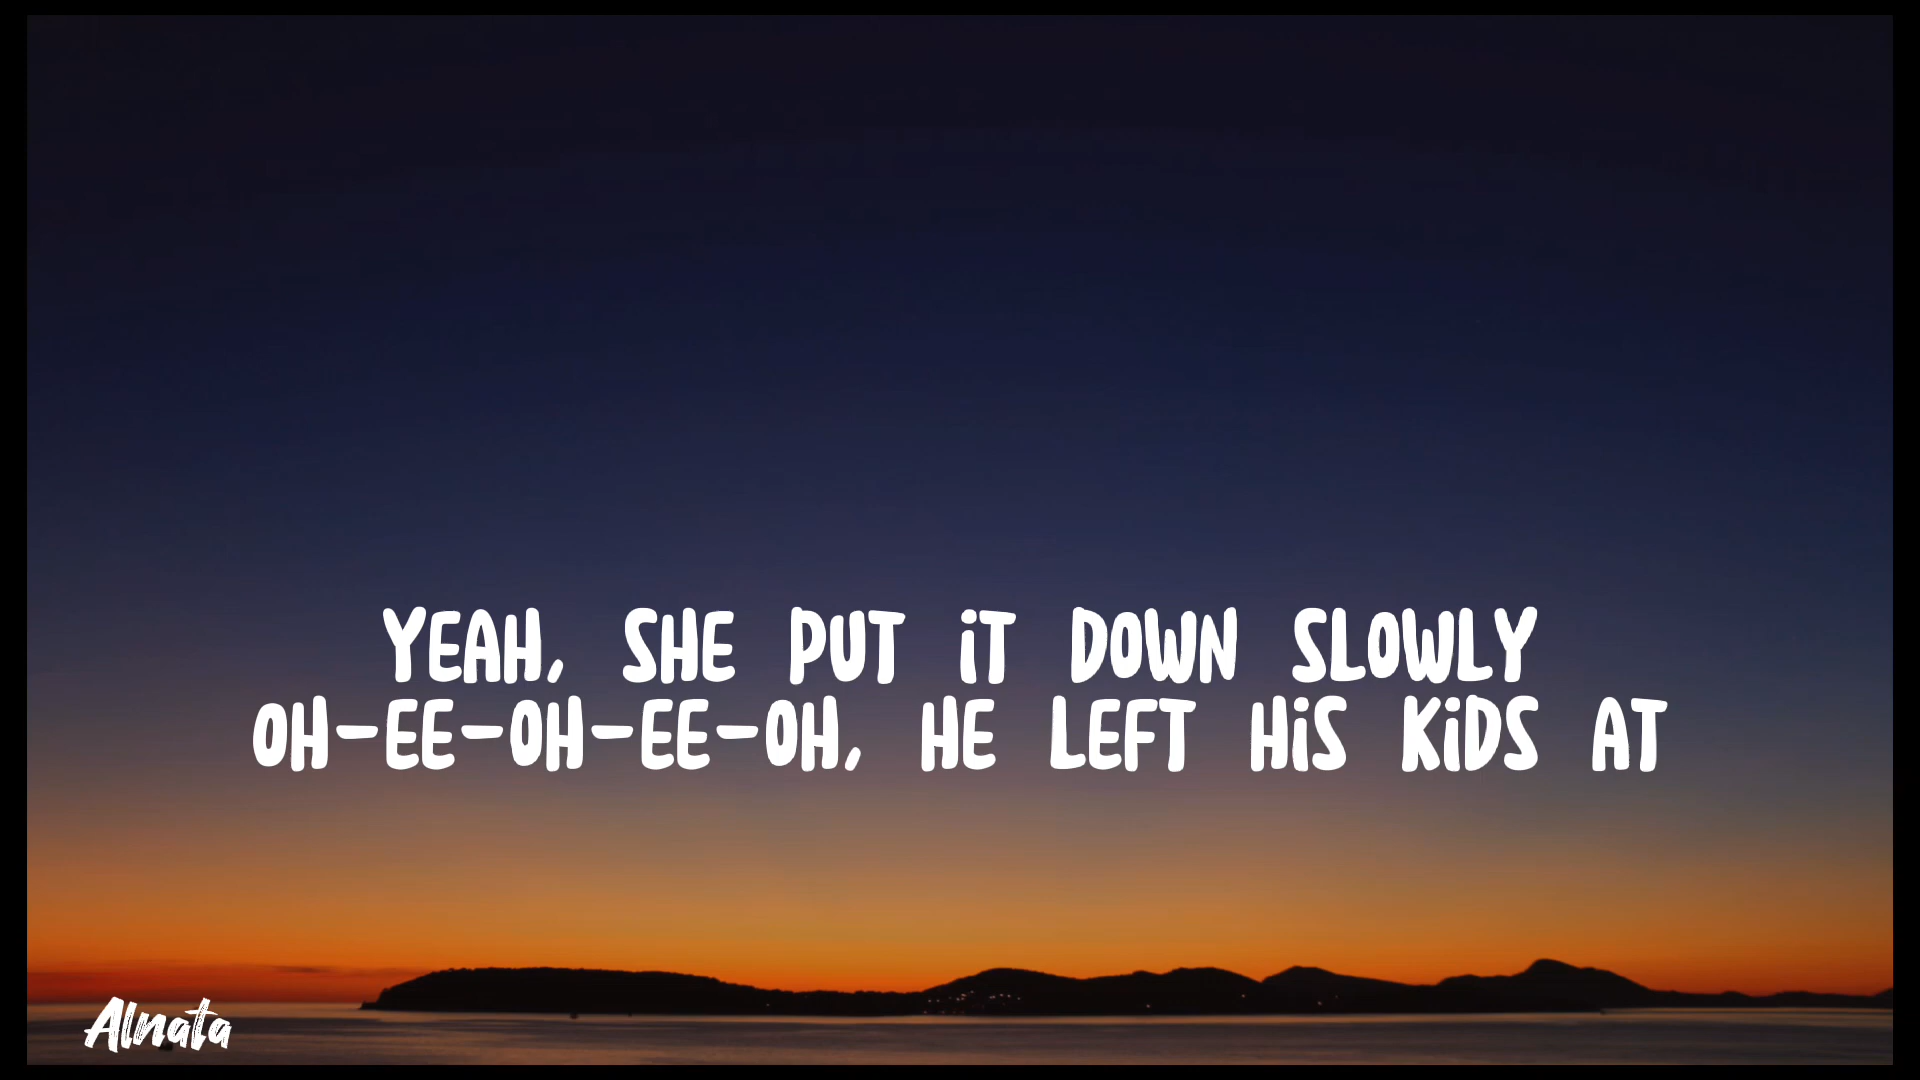 YEAH, SHE PUT iT DOWN SLOWLY
OH-EE-OH-EE-OH, HE LEFT HiS KiDS AT
Alnata